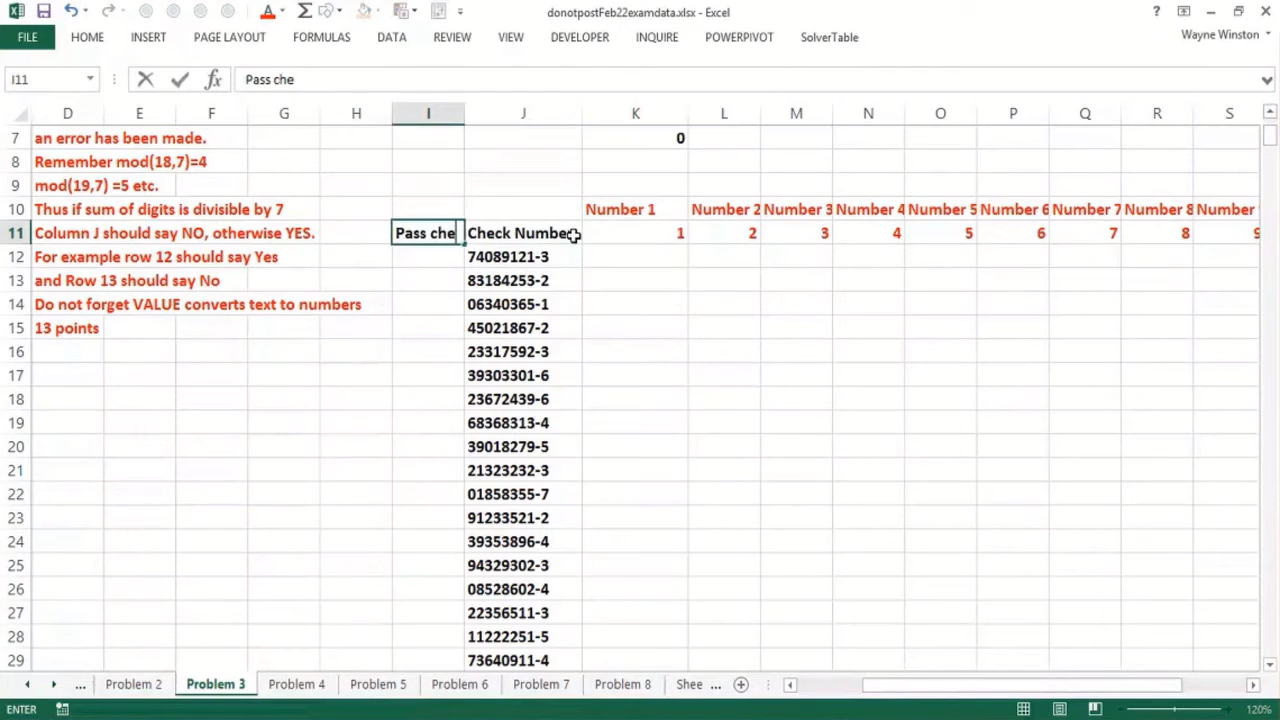 donotpostFeb22examdata.xlsx - Excel
FILE HOME INSERT PAGE LAYOUT FORMULAS DATA REVIEW VIEW DEVELOPER INQUIRE POWERPIVOT SolverTable Wayne Winston
I11 Pass che
D E F G H I J K L M N O P Q R S
7 an error has been made. 0
8 Remember mod(18,7)=4
9 mod(19,7) =5 etc.
10 Thus if sum of digits is divisible by 7 Number 1 Number 2 Number 3 Number 4 Number 5 Number 6 Number 7 Number 8 Number
11 Column J should say NO, otherwise YES. Pass che Check Number 1 2 3 4 5 6 7 8 9
12 For example row 12 should say Yes 74089121-3
13 and Row 13 should say No 83184253-2
14 Do not forget VALUE converts text to numbers 06340365-1
15 13 points 45021867-2
16 23317592-3
17 39303301-6
18 23672439-6
19 68368313-4
20 39018279-5
21 21323232-3
22 01858355-7
23 91233521-2
24 39353896-4
25 94329302-3
26 08528602-4
27 22356511-3
28 11222251-5
29 73640911-4
... Problem 2 Problem 3 Problem 4 Problem 5 Problem 6 Problem 7 Problem 8 Shee ...
ENTER 120%